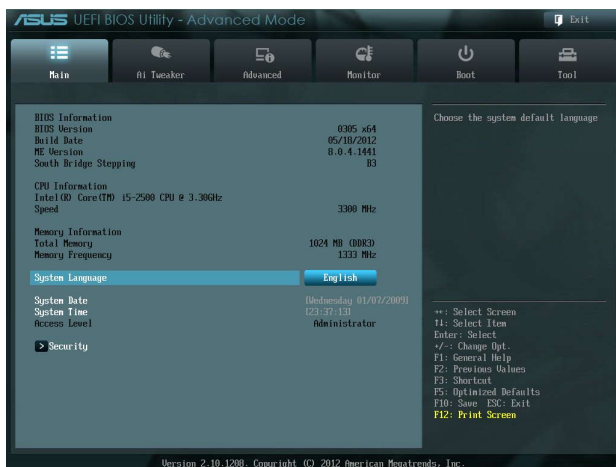 ASUS UEFI BIOS Utility - Advanced Mode
Exit
Main
Ai Tweaker
Advanced
Monitor
Boot
Tool
BIOS Information
BIOS Version 0305 x64
Build Date 05/18/2012
ME Version 8.0.4.1441
South Bridge Stepping B3
CPU Information
Intel(R) Core(TM) i5-2500 CPU @ 3.30GHz
Speed 3300 MHz
Memory Information
Total Memory 1024 MB (DDR3)
Memory Frequency 1333 MHz
System Language English
System Date [Wednesday 01/07/2009]
System Time [23:37:13]
Access Level Administrator
> Security
Choose the system default language
→←: Select Screen
↑↓: Select Item
Enter: Select
+/-: Change Opt.
F1: General Help
F2: Previous Values
F3: Shortcut
F5: Optimized Defaults
F10: Save ESC: Exit
F12: Print Screen
Version 2.10.1208. Copyright (C) 2012 American Megatrends, Inc.